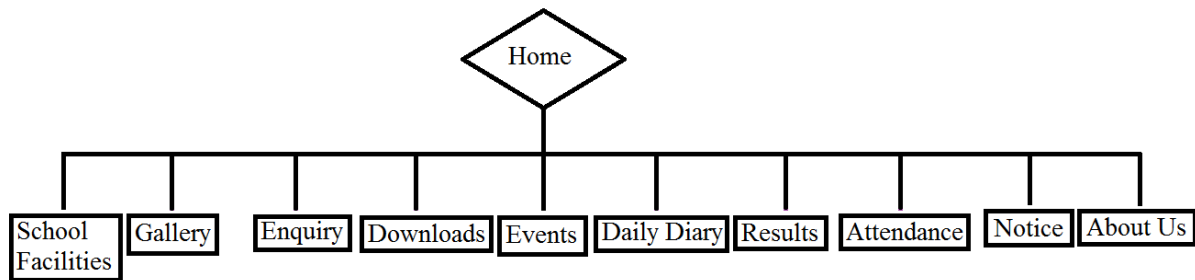 Home
School
Facilities
Gallery
Enquiry
Downloads
Events
Daily Diary
Results
Attendance
Notice
About Us